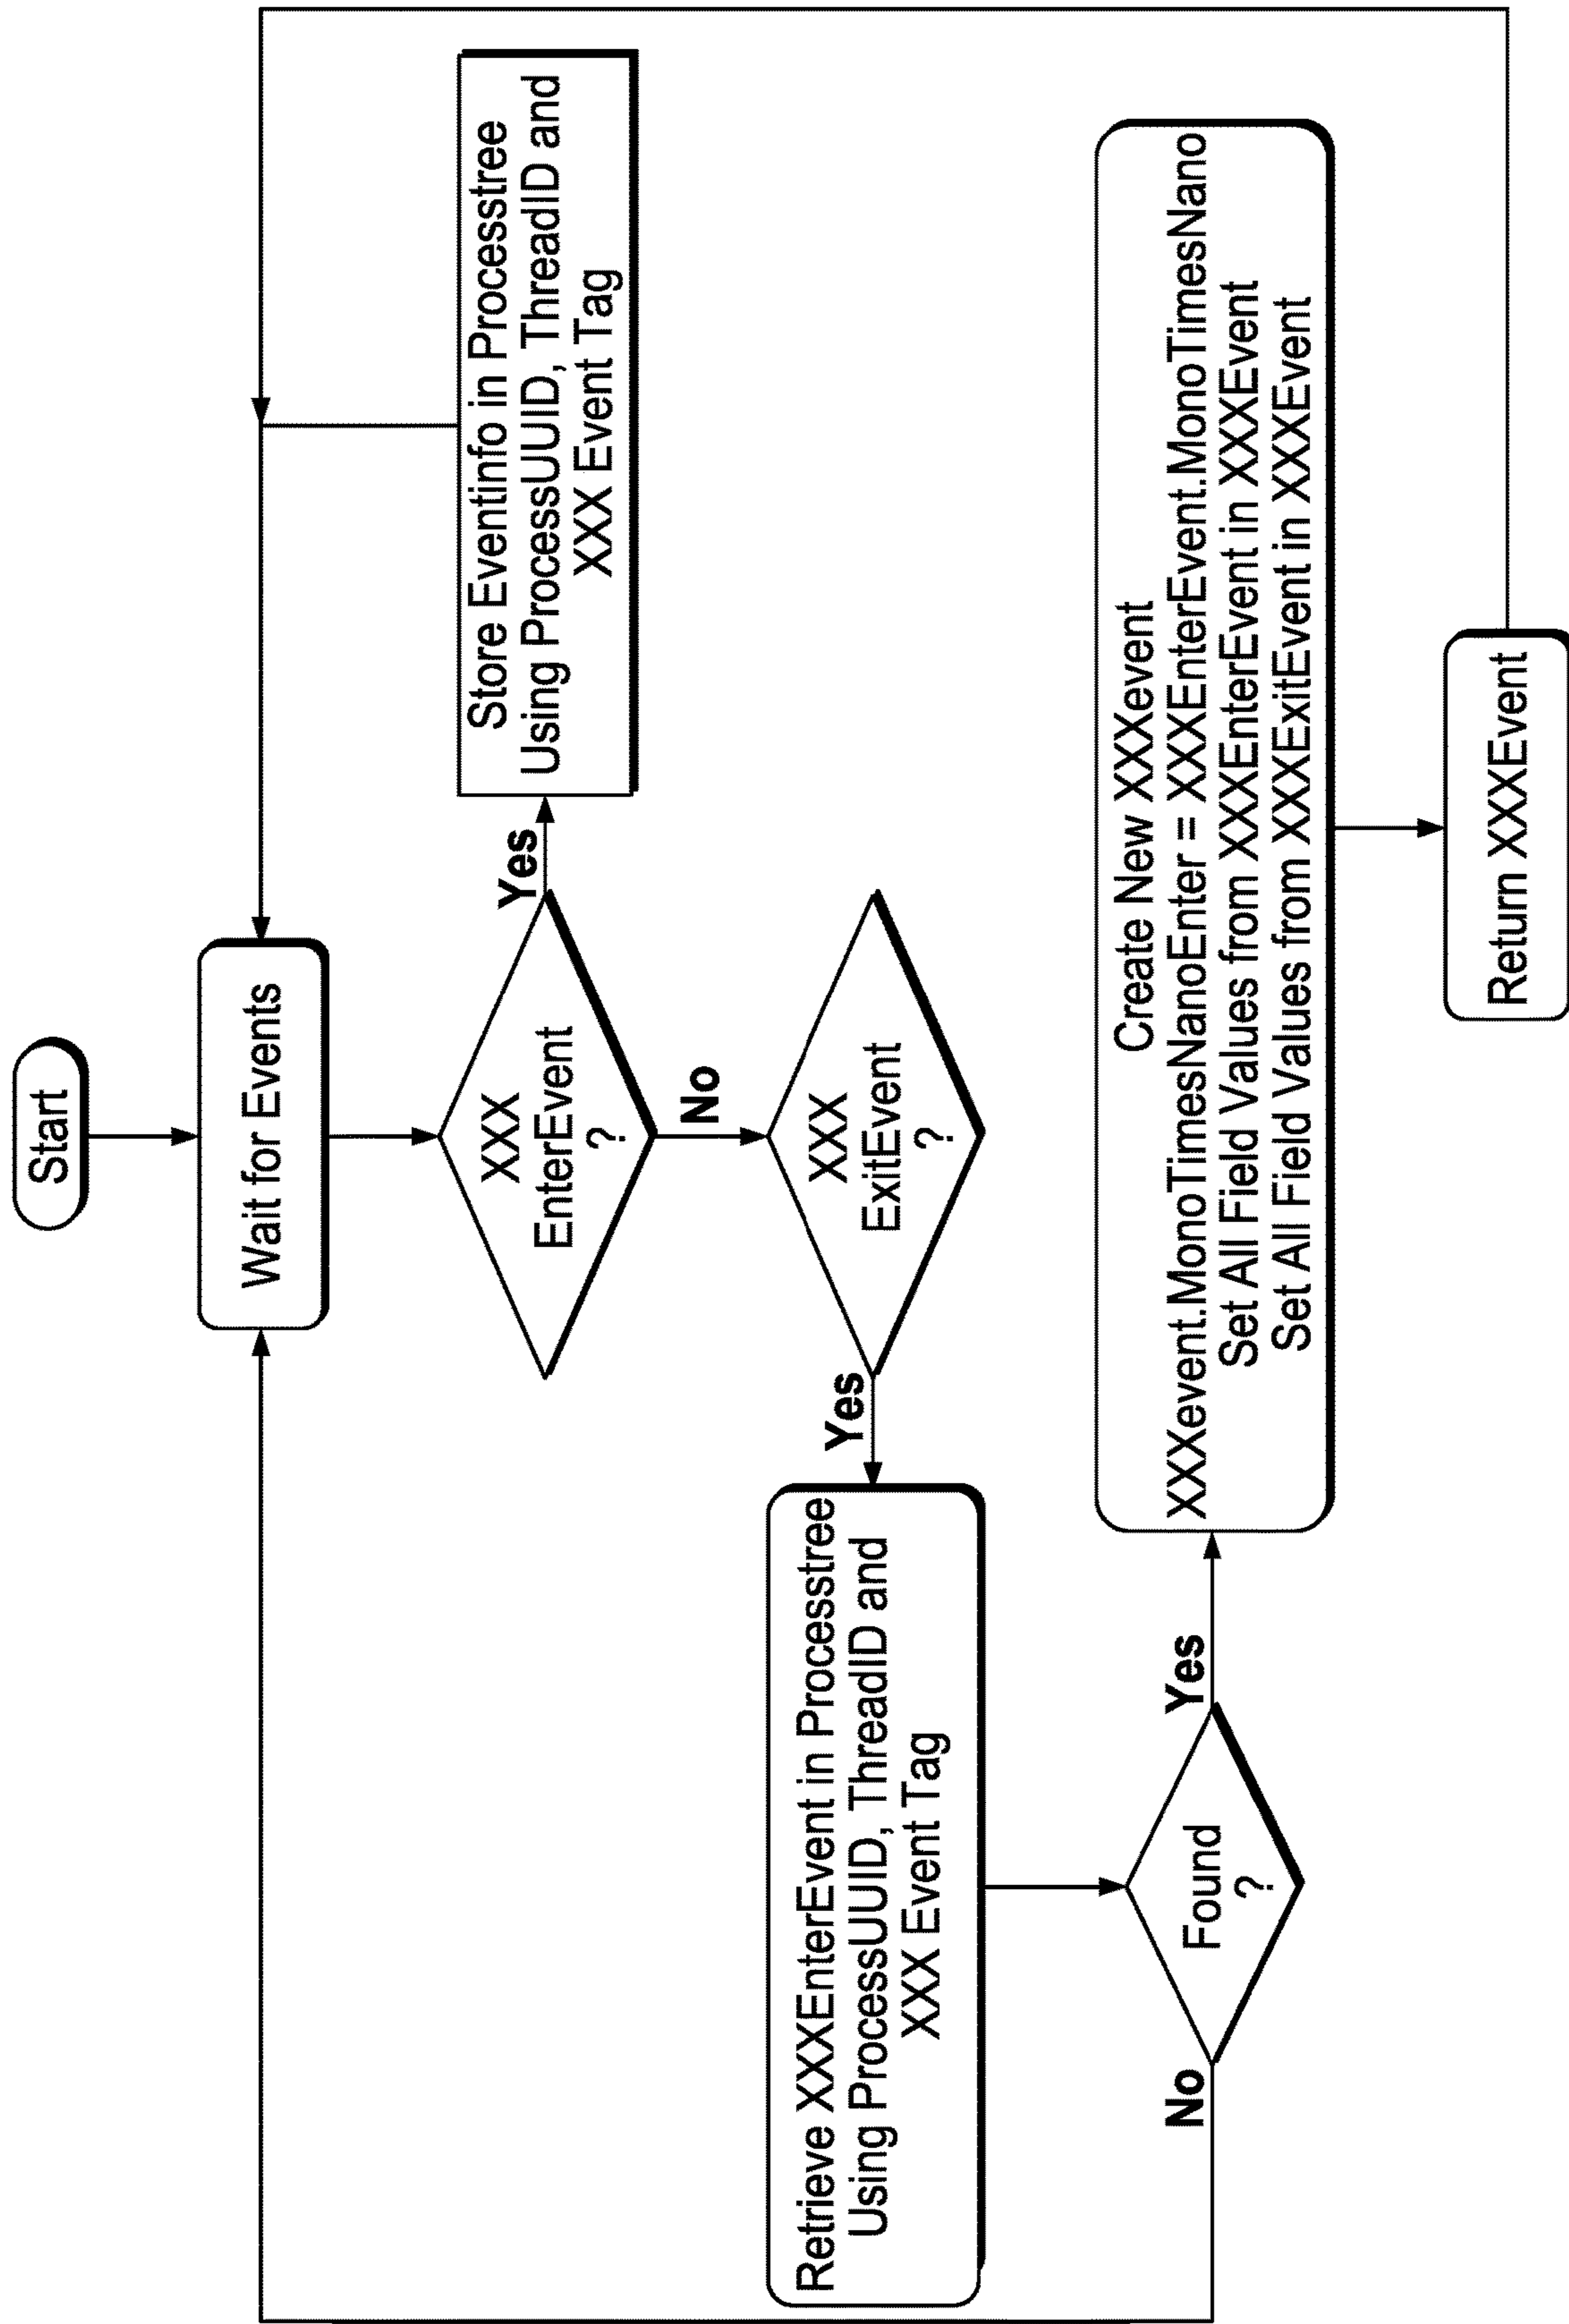 Start
Wait for Events
XXX
EnterEvent
?
Yes
Store Eventinfo in Processtree
Using ProcessUUID, ThreadID and
XXX Event Tag
No
XXX
ExitEvent
?
Yes
Retrieve XXXEnterEvent in Processtree
Using ProcessUUID, ThreadID and
XXX Event Tag
Found
?
No
Yes
Create New XXXevent
XXXevent.MonoTimesNanoEnter = XXXEnterEvent.MonoTimesNano
Set All Field Values from XXXEnterEvent in XXXEvent
Set All Field Values from XXXExitEvent in XXXEvent
Return XXXEvent